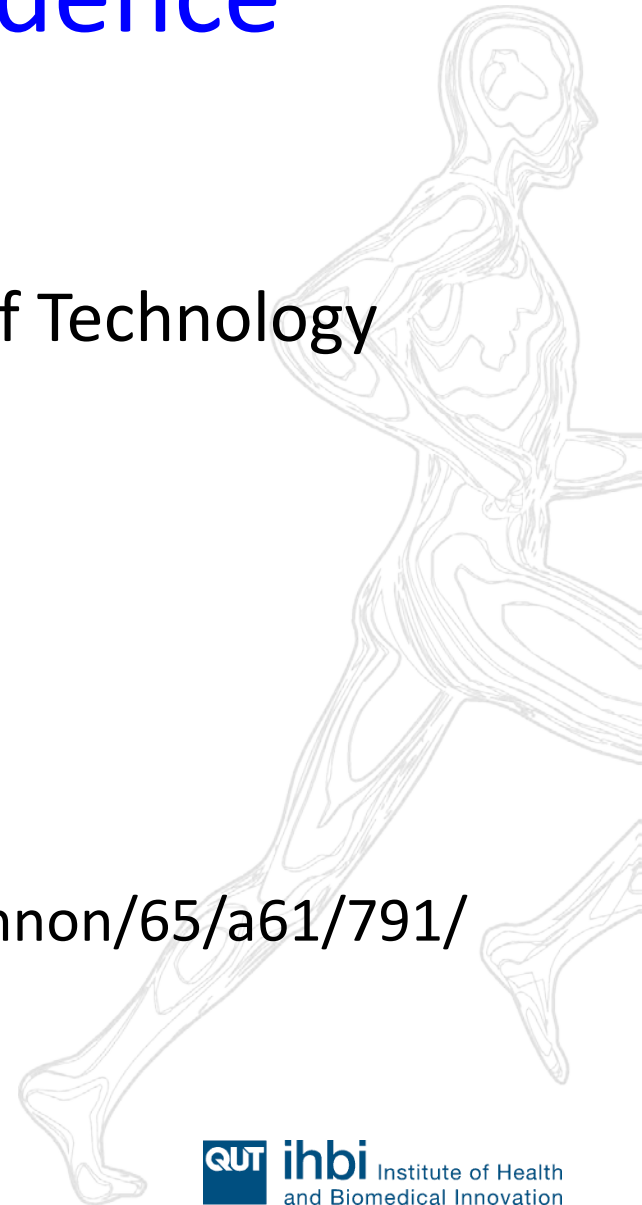 dence
f Technology
nnon/65/a61/791/
QUT ihbi Institute of Health
and Biomedical Innovation